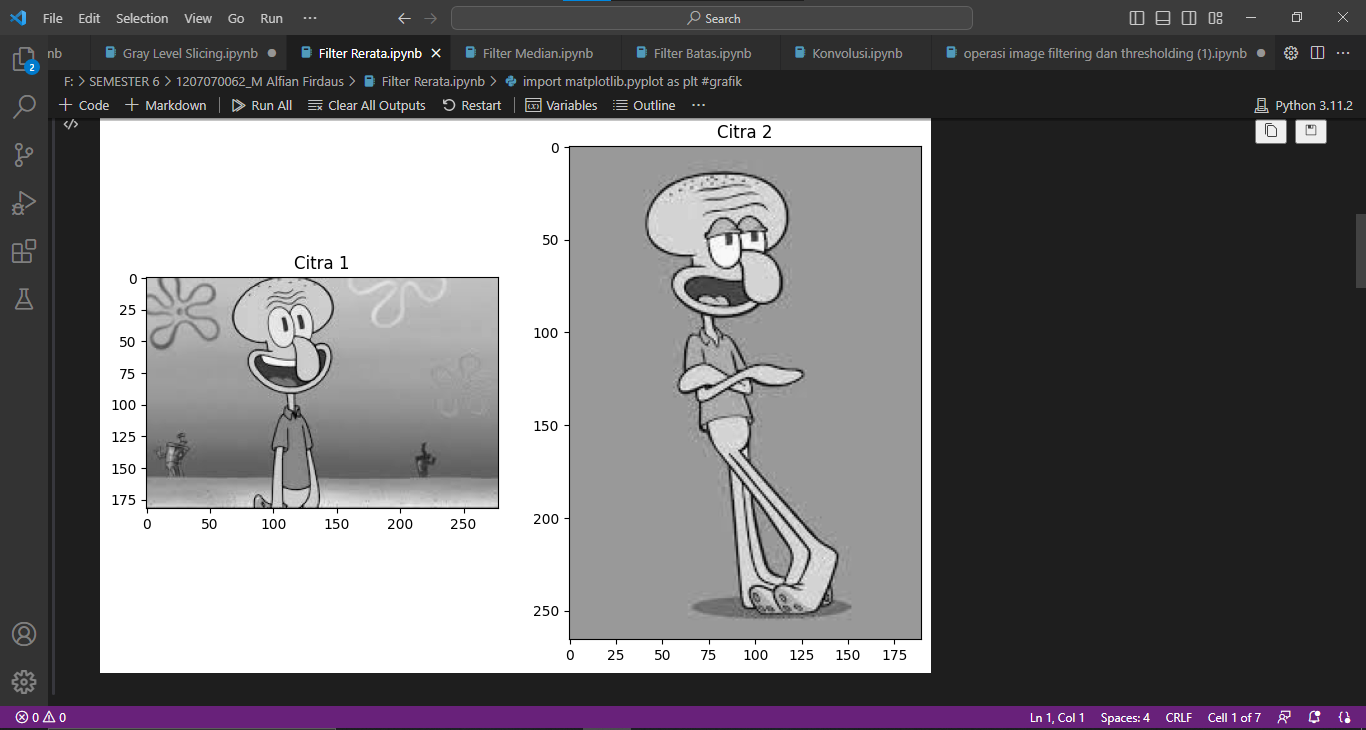 File Edit Selection View Go Run ··· Search
nb Gray Level Slicing.ipynb Filter Rerata.ipynb Filter Median.ipynb Filter Batas.ipynb Konvolusi.ipynb operasi image filtering dan thresholding (1).ipynb ···
2
F: > SEMESTER 6 > 1207070062_M Alfian Firdaus > Filter Rerata.ipynb > import matplotlib.pyplot as plt #grafik
+ Code + Markdown Run All Clear All Outputs Restart Variables Outline ··· Python 3.11.2
Citra 2
0
50
100
150
200
250
0 25 50 75 100 125 150 175
Citra 1
0
25
50
75
100
125
150
175
0 50 100 150 200 250
0 0 Ln 1, Col 1 Spaces: 4 CRLF Cell 1 of 7